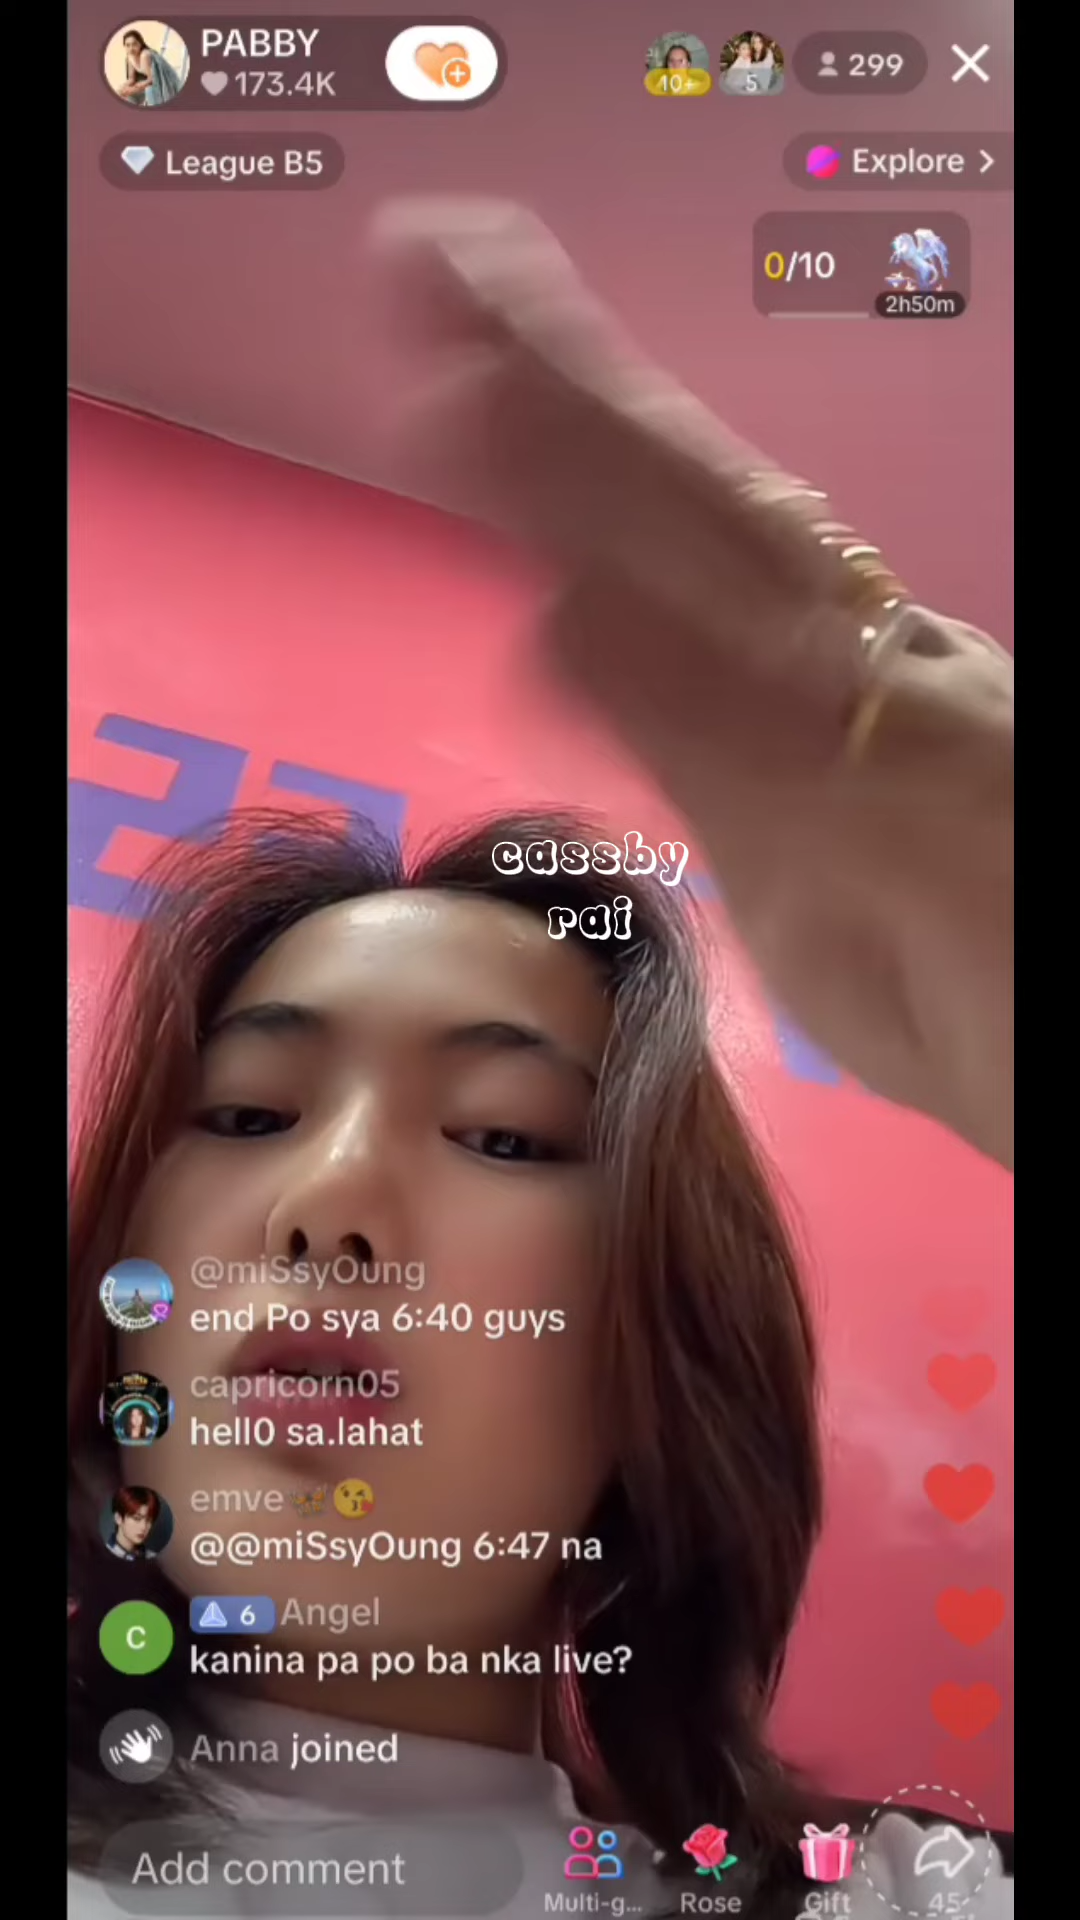 PABBY
173.4K
10+
5
299
League B5
Explore
0/10
2h50m
cassby
rai
@miSsyOung
end Po sya 6:40 guys
capricorn05
hell0 sa.lahat
emve
@@miSsyOung 6:47 na
6 Angel
C
kanina pa po ba nka live?
Anna joined
Add comment
Multi-g...
Rose
Gift
45